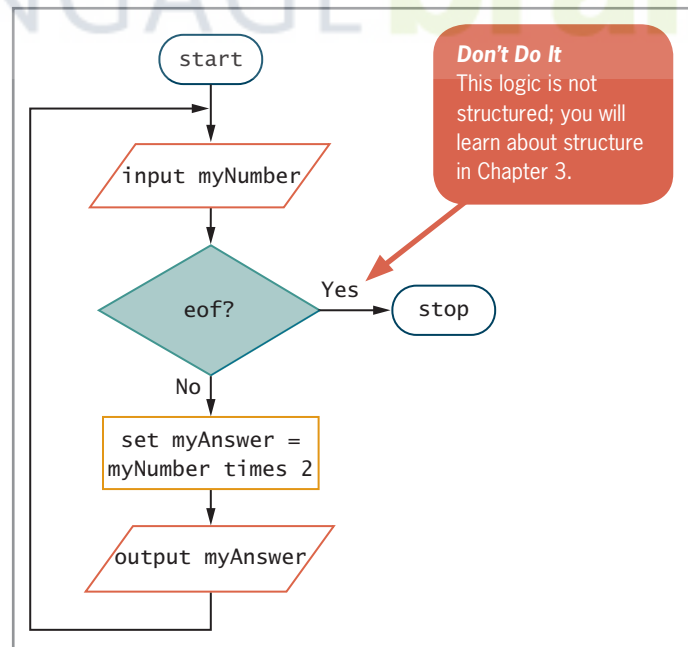 start
Don't Do It
This logic is not
structured; you will
learn about structure
in Chapter 3.
input myNumber
eof?
Yes
stop
No
set myAnswer =
myNumber times 2
output myAnswer